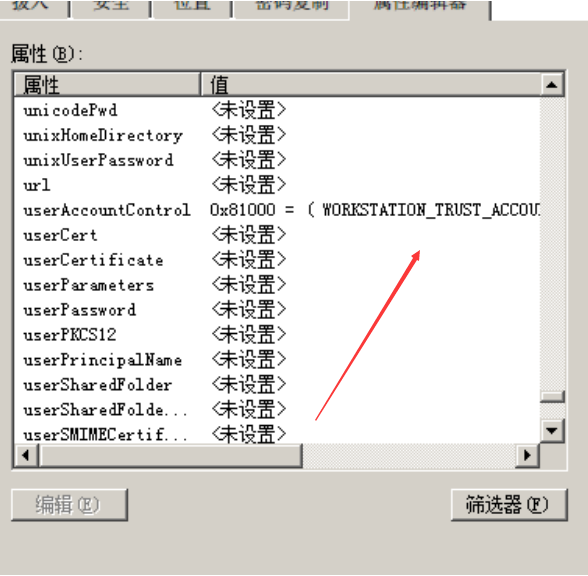 拨入 安全 位置 密码复制 属性编辑器
属性(B):
属性 值
unicodePwd <未设置>
unixHomeDirectory <未设置>
unixUserPassword <未设置>
url <未设置>
userAccountControl 0x81000 = ( WORKSTATION_TRUST_ACCOU
userCert <未设置>
userCertificate <未设置>
userParameters <未设置>
userPassword <未设置>
userPKCS12 <未设置>
userPrincipalName <未设置>
userSharedFolder <未设置>
userSharedFolde... <未设置>
userSMIMECertif... <未设置>
编辑(E) 筛选器(F)